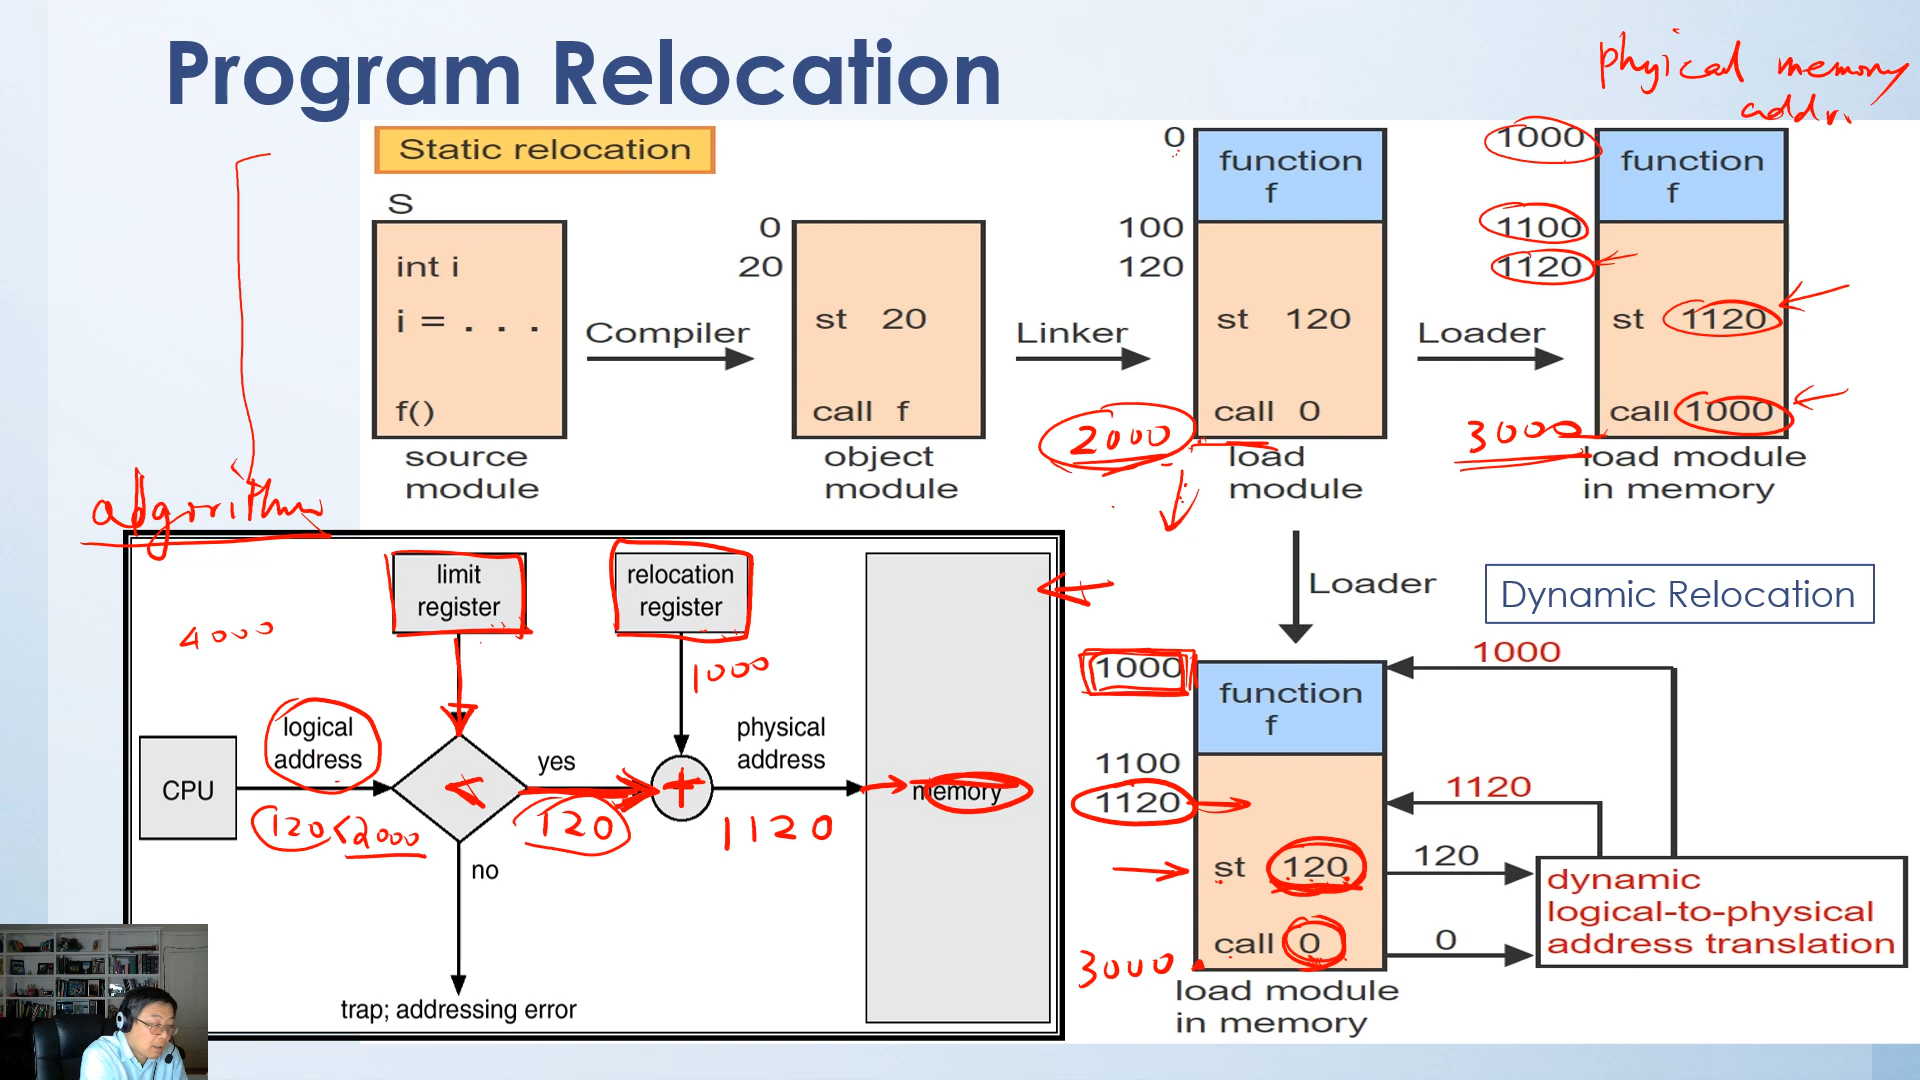 Program Relocation
phyical memory
addr.
Static relocation
S
int i
i = . . .
f()
source
module
Compiler
0
20
st 20
call f
object
module
Linker
0
100
120
function
f
st 120
call 0
2000
load
module
Loader
1000
1100
1120
function
f
st 1120
call 1000
3000
load module
in memory
algorithm
limit
register
relocation
register
4000
1000
CPU
logical
address
120 < 2000
<
yes
120
+
physical
address
1120
memory
no
trap; addressing error
Loader
Dynamic Relocation
1000
1100
1120
function
f
st 120
call 0
3000
load module
in memory
1000
1120
120
0
dynamic
logical-to-physical
address translation